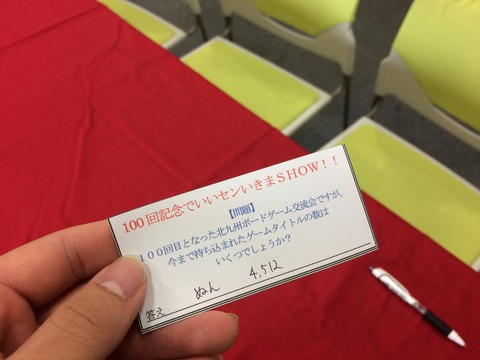 100回記念でいいセンいきまSHOW！！
【問題】
１００回目となった北九州ボードゲーム交流会ですが、
今まで持ち込まれたゲームタイトルの数は
いくつでしょうか？
答え ぬん 4,512